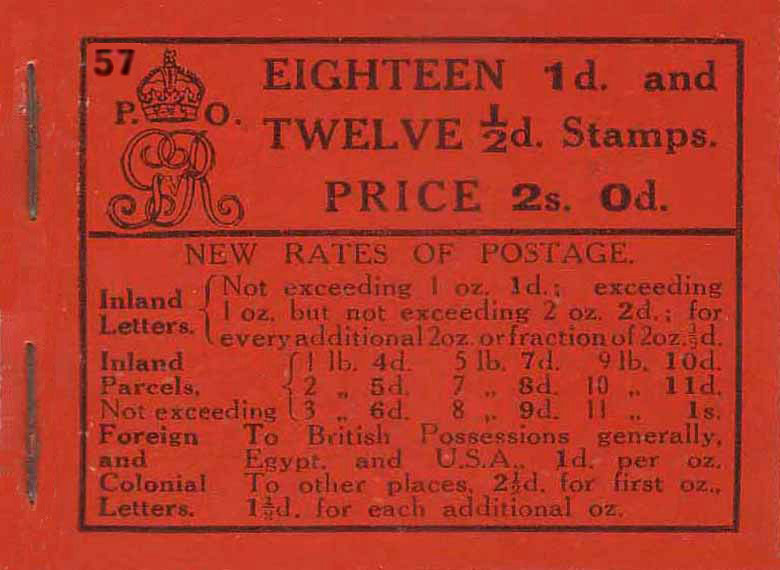 57
P. O.
GVR
EIGHTEEN 1d. and
TWELVE ½d. Stamps.
PRICE 2s. 0d.
NEW RATES OF POSTAGE.
Inland Letters. { Not exceeding 1 oz. 1d.; exceeding
1 oz. but not exceeding 2 oz. 2d.; for
every additional 2oz. or fraction of 2oz. ½d.
Inland { 1 lb. 4d. 5 lb. 7d. 9 lb. 10d.
Parcels, 2 „ 5d. 7 „ 8d. 10 „ 11d.
Not exceeding 3 „ 6d. 8 „ 9d. 11 „ 1s.
Foreign To British Possessions generally,
and Egypt. and U.S.A., 1d. per oz.
Colonial To other places, 2½d. for first oz.,
Letters. 1½d. for each additional oz.